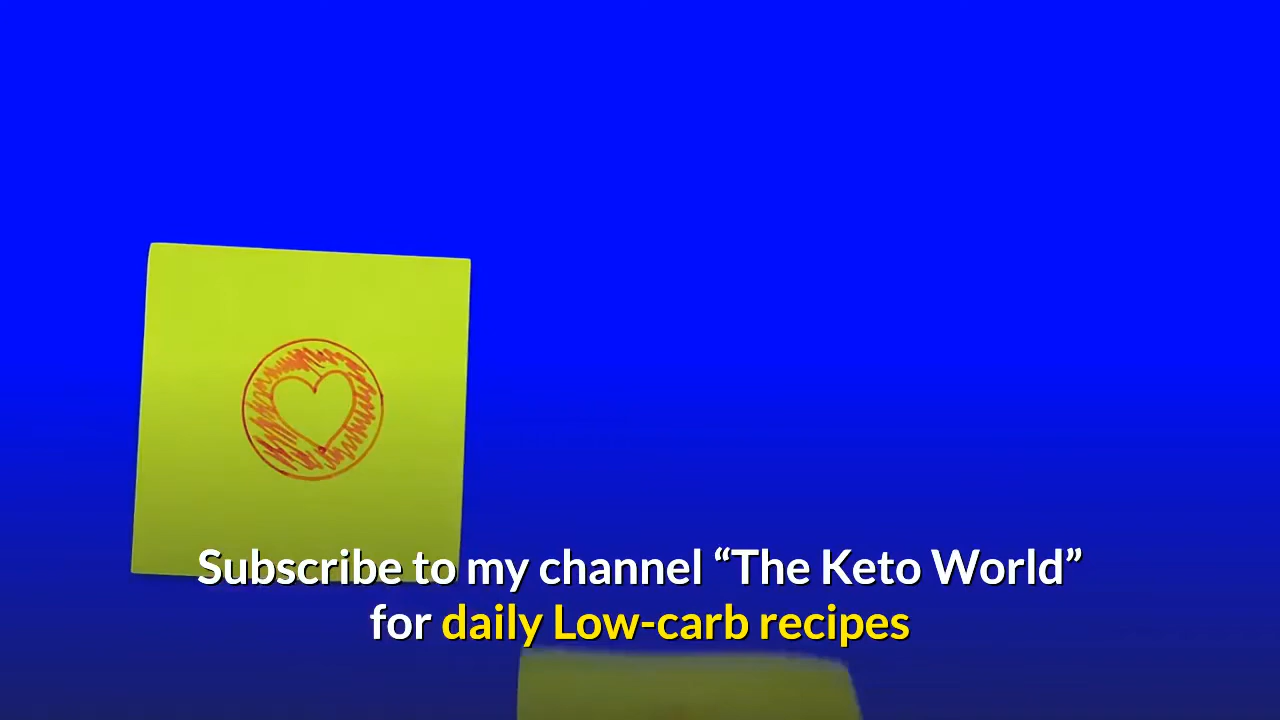 Subscribe to my channel “The Keto World”
for daily Low-carb recipes